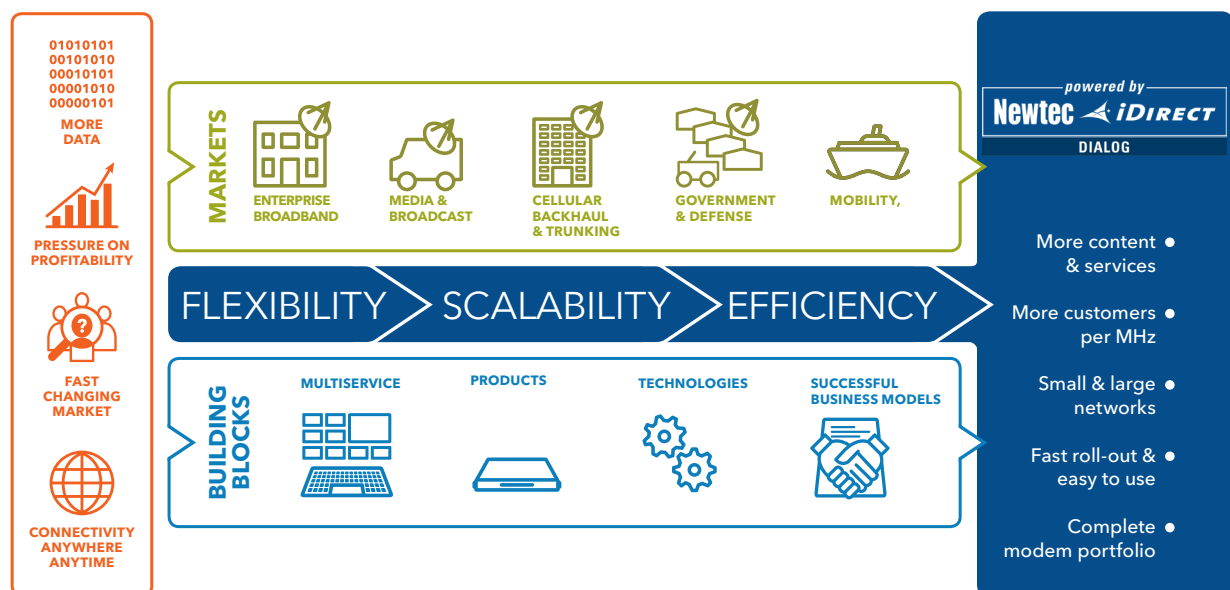 01010101
00101010
00010101
00001010
00000101
MORE
DATA
PRESSURE ON
PROFITABILITY
?
FAST
CHANGING
MARKET
CONNECTIVITY
ANYWHERE
ANYTIME
MARKETS
ENTERPRISE
BROADBAND
MEDIA &
BROADCAST
CELLULAR
BACKHAUL
& TRUNKING
GOVERNMENT
& DEFENSE
MOBILITY,
FLEXIBILITY
SCALABILITY
EFFICIENCY
BUILDING
BLOCKS
MULTISERVICE
PRODUCTS
TECHNOLOGIES
SUCCESSFUL
BUSINESS MODELS
powered by
Newtec iDIRECT
DIALOG
More content
& services
More customers
per MHz
Small & large
networks
Fast roll-out &
easy to use
Complete
modem portfolio